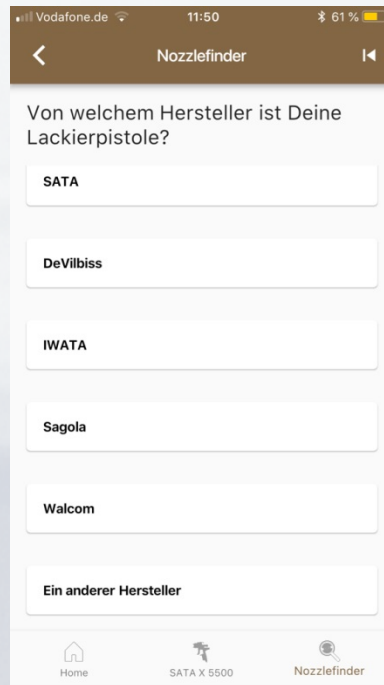 Vodafone.de 11:50 61 %
Nozzlefinder
Von welchem Hersteller ist Deine
Lackierpistole?
SATA
DeVilbiss
IWATA
Sagola
Walcom
Ein anderer Hersteller
Home SATA X 5500 Nozzlefinder